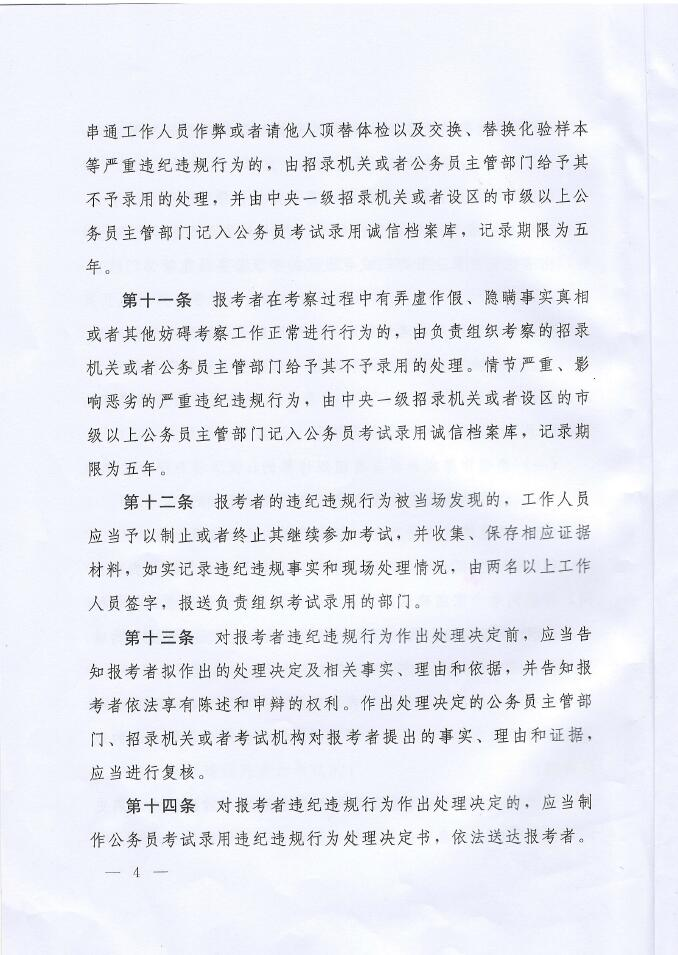 串通工作人员作弊或者请他人顶替体检以及交换、替换化验样本
等严重违纪违规行为的，由招录机关或者公务员主管部门给予其
不予录用的处理，并由中央一级招录机关或者设区的市级以上公
务员主管部门记入公务员考试录用诚信档案库，记录期限为五
年。
第十一条　报考者在考察过程中有弄虚作假、隐瞒事实真相
或者其他妨碍考察工作正常进行行为的，由负责组织考察的招录
机关或者公务员主管部门给予其不予录用的处理。情节严重、影
响恶劣的严重违纪违规行为，由中央一级招录机关或者设区的市
级以上公务员主管部门记入公务员考试录用诚信档案库，记录期
限为五年。
第十二条　报考者的违纪违规行为被当场发现的，工作人员
应当予以制止或者终止其继续参加考试，并收集、保存相应证据
材料，如实记录违纪违规事实和现场处理情况，由两名以上工作
人员签字，报送负责组织考试录用的部门。
第十三条　对报考者违纪违规行为作出处理决定前，应当告
知报考者拟作出的处理决定及相关事实、理由和依据，并告知报
考者依法享有陈述和申辩的权利。作出处理决定的公务员主管部
门、招录机关或者考试机构对报考者提出的事实、理由和证据，
应当进行复核。
第十四条　对报考者违纪违规行为作出处理决定的，应当制
作公务员考试录用违纪违规行为处理决定书，依法送达报考者。
— 4 —